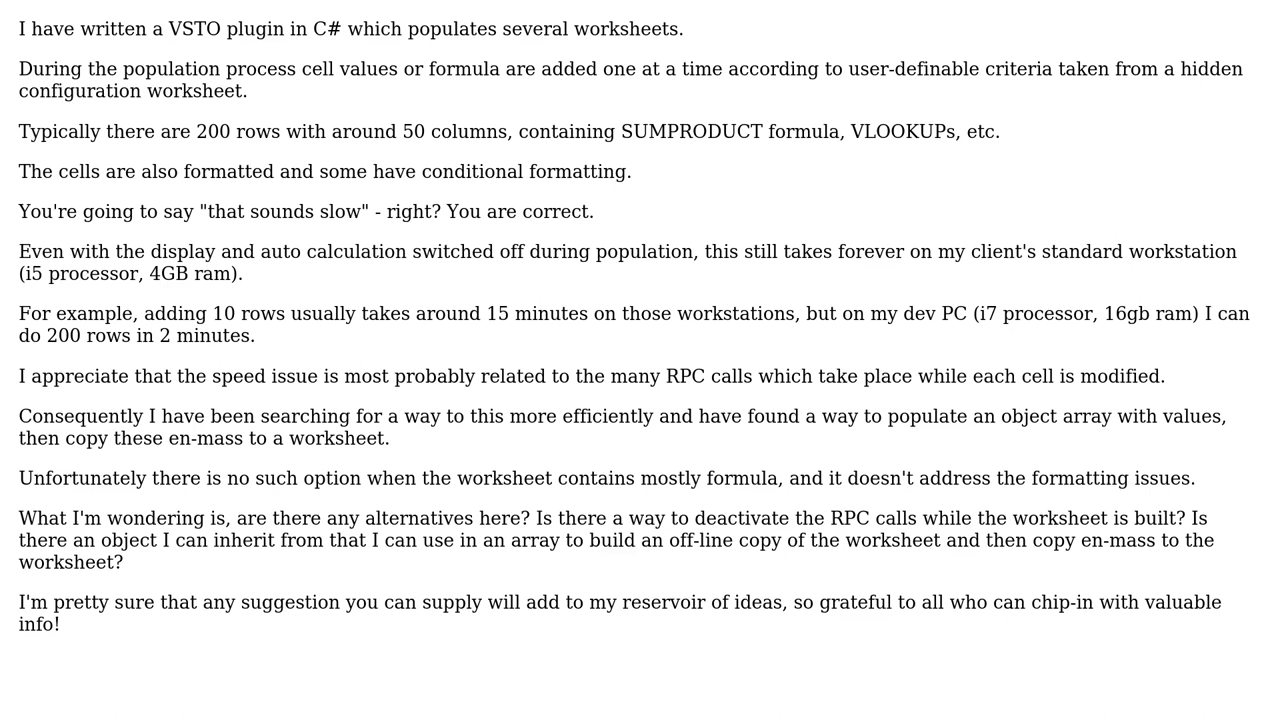 I have written a VSTO plugin in C# which populates several worksheets.
During the population process cell values or formula are added one at a time according to user-definable criteria taken from a hidden
configuration worksheet.
Typically there are 200 rows with around 50 columns, containing SUMPRODUCT formula, VLOOKUPs, etc.
The cells are also formatted and some have conditional formatting.
You're going to say "that sounds slow" - right? You are correct.
Even with the display and auto calculation switched off during population, this still takes forever on my client's standard workstation
(i5 processor, 4GB ram).
For example, adding 10 rows usually takes around 15 minutes on those workstations, but on my dev PC (i7 processor, 16gb ram) I can
do 200 rows in 2 minutes.
I appreciate that the speed issue is most probably related to the many RPC calls which take place while each cell is modified.
Consequently I have been searching for a way to this more efficiently and have found a way to populate an object array with values,
then copy these en-mass to a worksheet.
Unfortunately there is no such option when the worksheet contains mostly formula, and it doesn't address the formatting issues.
What I'm wondering is, are there any alternatives here? Is there a way to deactivate the RPC calls while the worksheet is built? Is
there an object I can inherit from that I can use in an array to build an off-line copy of the worksheet and then copy en-mass to the
worksheet?
I'm pretty sure that any suggestion you can supply will add to my reservoir of ideas, so grateful to all who can chip-in with valuable
info!